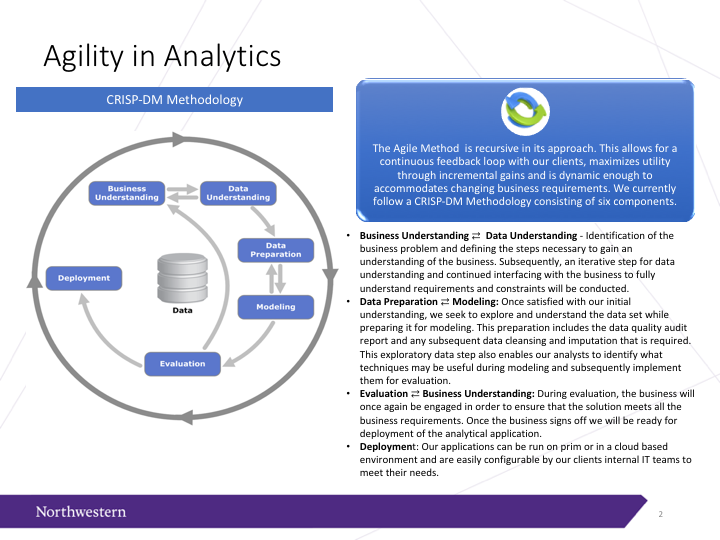 Agility in Analytics
CRISP-DM Methodology
Business
Understanding
Data
Understanding
Data
Preparation
Deployment
Data
Modeling
Evaluation
The Agile Method is recursive in its approach. This allows for a
continuous feedback loop with our clients, maximizes utility
through incremental gains and is dynamic enough to
accommodates changing business requirements. We currently
follow a CRISP-DM Methodology consisting of six components.
• Business Understanding ⇄ Data Understanding - Identification of the
business problem and defining the steps necessary to gain an
understanding of the business. Subsequently, an iterative step for data
understanding and continued interfacing with the business to fully
understand requirements and constraints will be conducted.
• Data Preparation ⇄ Modeling: Once satisfied with our initial
understanding, we seek to explore and understand the data set while
preparing it for modeling. This preparation includes the data quality audit
report and any subsequent data cleansing and imputation that is required.
This exploratory data step also enables our analysts to identify what
techniques may be useful during modeling and subsequently implement
them for evaluation.
• Evaluation ⇄ Business Understanding: During evaluation, the business will
once again be engaged in order to ensure that the solution meets all the
business requirements. Once the business signs off we will be ready for
deployment of the analytical application.
• Deployment: Our applications can be run on prim or in a cloud based
environment and are easily configurable by our clients internal IT teams to
meet their needs.
Northwestern
2